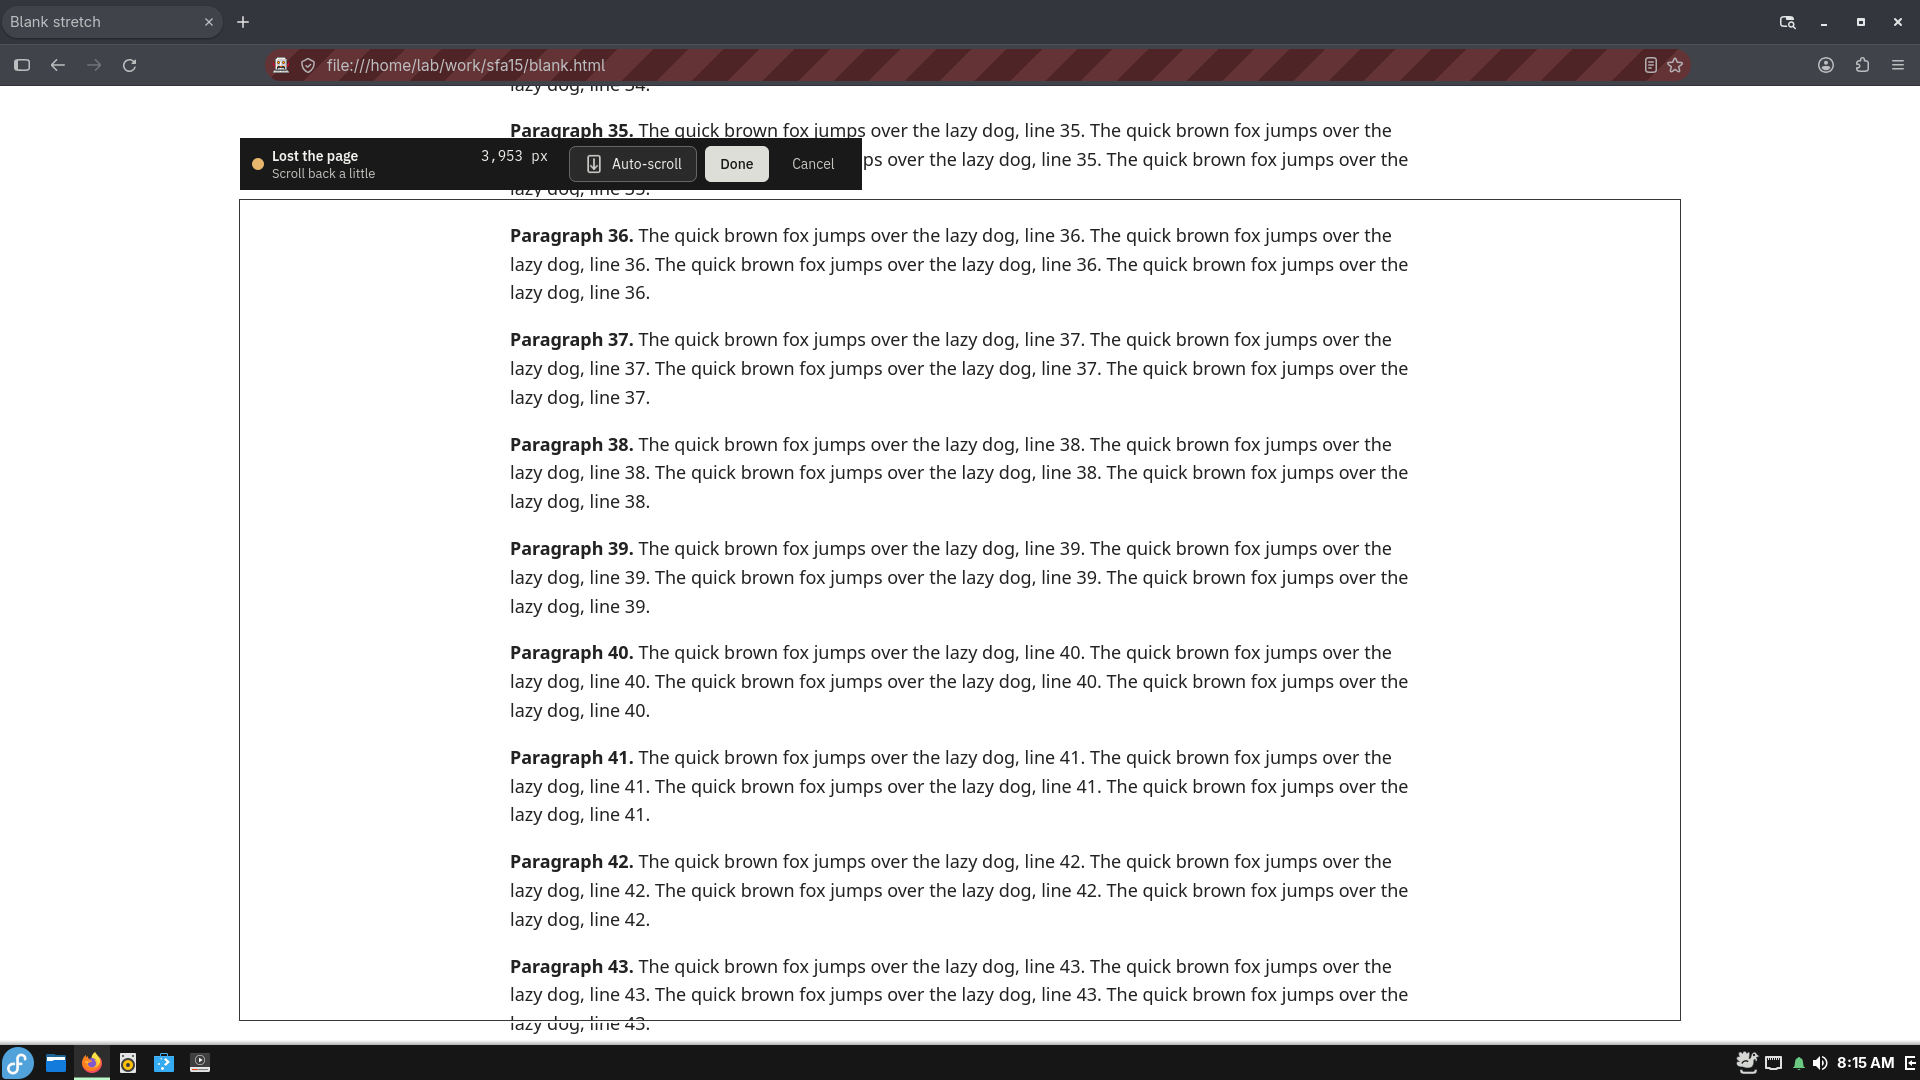 Blank stretch
file:///home/lab/work/sfa15/blank.html
lazy dog, line 34.
Paragraph 35. The quick brown fox jumps over the lazy dog, line 35. The quick brown fox jumps over the
Lost the page
Scroll back a little
3,953 px
Auto-scroll
Done
Cancel
ps over the lazy dog, line 35. The quick brown fox jumps over the
lazy dog, line 35.
Paragraph 36. The quick brown fox jumps over the lazy dog, line 36. The quick brown fox jumps over the
lazy dog, line 36. The quick brown fox jumps over the lazy dog, line 36. The quick brown fox jumps over the
lazy dog, line 36.
Paragraph 37. The quick brown fox jumps over the lazy dog, line 37. The quick brown fox jumps over the
lazy dog, line 37. The quick brown fox jumps over the lazy dog, line 37. The quick brown fox jumps over the
lazy dog, line 37.
Paragraph 38. The quick brown fox jumps over the lazy dog, line 38. The quick brown fox jumps over the
lazy dog, line 38. The quick brown fox jumps over the lazy dog, line 38. The quick brown fox jumps over the
lazy dog, line 38.
Paragraph 39. The quick brown fox jumps over the lazy dog, line 39. The quick brown fox jumps over the
lazy dog, line 39. The quick brown fox jumps over the lazy dog, line 39. The quick brown fox jumps over the
lazy dog, line 39.
Paragraph 40. The quick brown fox jumps over the lazy dog, line 40. The quick brown fox jumps over the
lazy dog, line 40. The quick brown fox jumps over the lazy dog, line 40. The quick brown fox jumps over the
lazy dog, line 40.
Paragraph 41. The quick brown fox jumps over the lazy dog, line 41. The quick brown fox jumps over the
lazy dog, line 41. The quick brown fox jumps over the lazy dog, line 41. The quick brown fox jumps over the
lazy dog, line 41.
Paragraph 42. The quick brown fox jumps over the lazy dog, line 42. The quick brown fox jumps over the
lazy dog, line 42. The quick brown fox jumps over the lazy dog, line 42. The quick brown fox jumps over the
lazy dog, line 42.
Paragraph 43. The quick brown fox jumps over the lazy dog, line 43. The quick brown fox jumps over the
lazy dog, line 43. The quick brown fox jumps over the lazy dog, line 43. The quick brown fox jumps over the
lazy dog, line 43.
8:15 AM